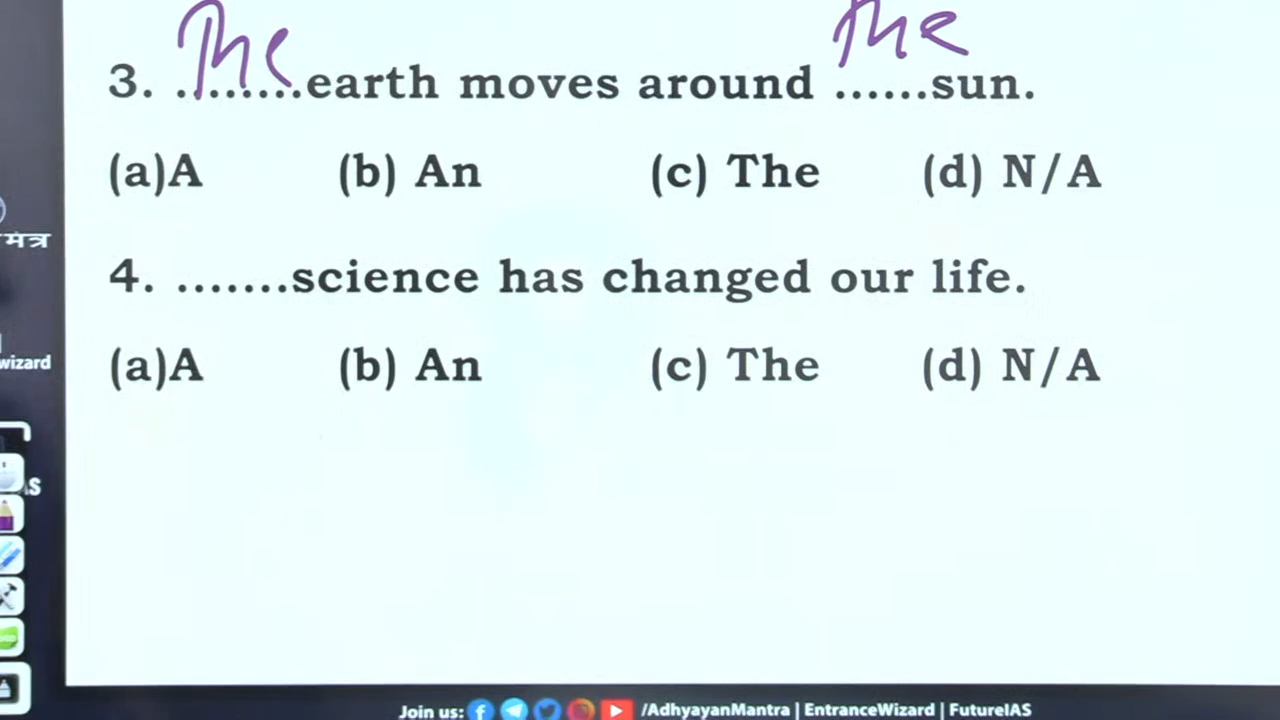 The the
3. ........earth moves around ......sun.
(a)A (b) An (c) The (d) N/A
4. .......science has changed our life.
(a)A (b) An (c) The (d) N/A
मंत्र
wizard
AS
Join us: /AdhyayanMantra | EntranceWizard | FutureIAS